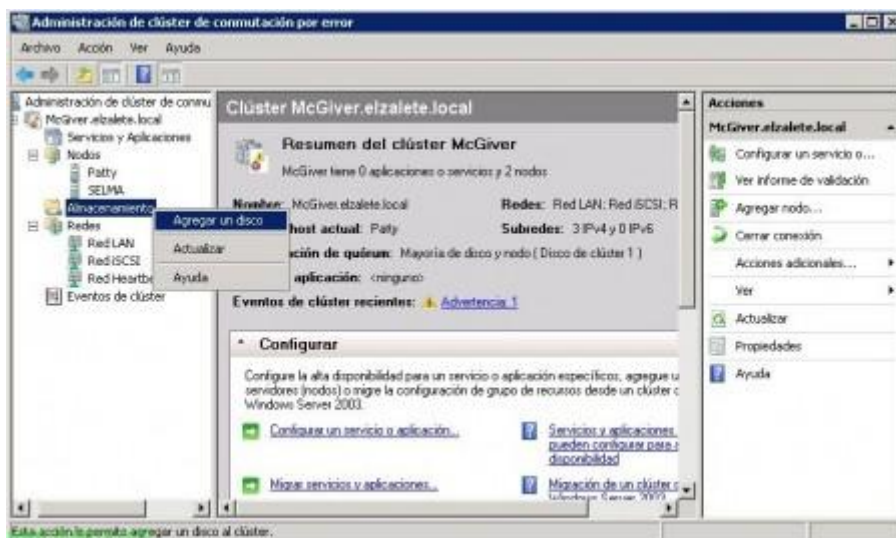 Administración de clúster de conmutación por error
Archivo Acción Ver Ayuda
Administración de clúster de conmu
McGiver.elzalete.local
Servicios y Aplicaciones
Nodos
Patty
SELMA
Almacenamiento
Redes
Red LAN
Red iSCSI
Red Heartbe
Eventos de clúster
Agregar un disco
Actualizar
Ayuda
Clúster McGiver.elzalete.local
Resumen del clúster McGiver
McGiver tiene 0 aplicaciones o servicios y 2 nodos
Nombre: McGiver.elzalete.local Redes: Red LAN; Red iSCSI; R
host actual: Patty Subredes: 3 IPv4 y 0 IPv6
ción de quórum: Mayoría de disco y nodo ( Disco de clúster 1 )
aplicación: <ninguno>
Eventos de clúster recientes: Advertencia: 1
Configurar
Configure la alta disponibilidad para un servicio o aplicación específicos, agregue u
servidores (nodos) o migre la configuración de grupo de recursos desde un clúster c
Windows Server 2003.
Configurar un servicio o aplicación...
Servicios y aplicaciones
pueden configurar para
disponibilidad
Migrar servicios y aplicaciones...
Migración de un clúster
Windows Server 2003
Acciones
McGiver.elzalete.local
Configurar un servicio o...
Ver informe de validación
Agregar nodo...
Cerrar conexión
Acciones adicionales...
Ver
Actualizar
Propiedades
Ayuda
Esta acción le permite agregar un disco al clúster.